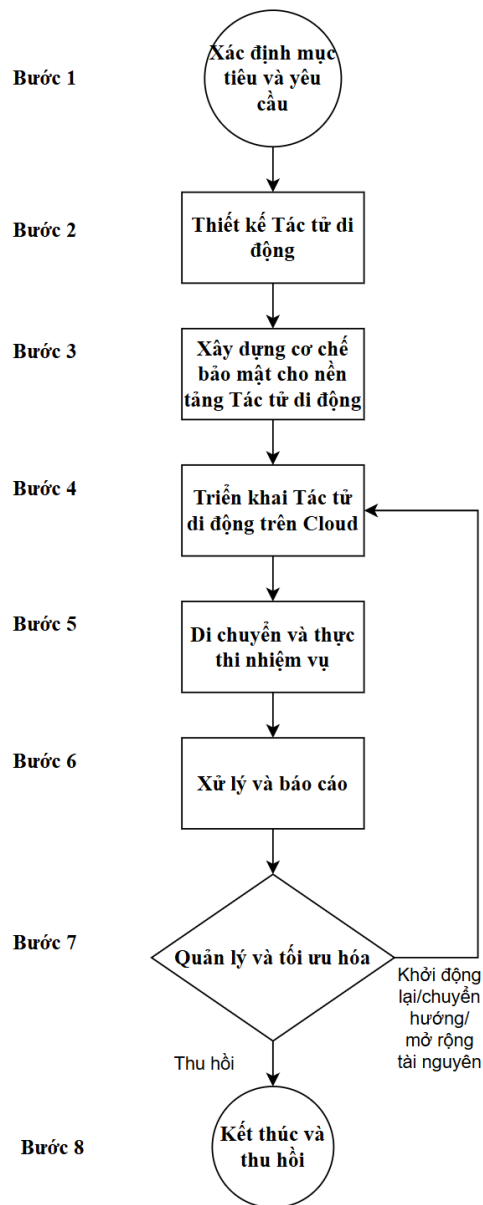 Bước 1
Xác định mục
tiêu và yêu
cầu
Bước 2
Thiết kế Tác tử di
động
Bước 3
Xây dựng cơ chế
bảo mật cho nền
tảng Tác tử di động
Bước 4
Triển khai Tác tử
di động trên Cloud
Bước 5
Di chuyển và thực
thi nhiệm vụ
Bước 6
Xử lý và báo cáo
Bước 7
Quản lý và tối ưu hóa
Khởi động
lại/chuyển
hướng/
mở rộng
tài nguyên
Thu hồi
Bước 8
Kết thúc và
thu hồi